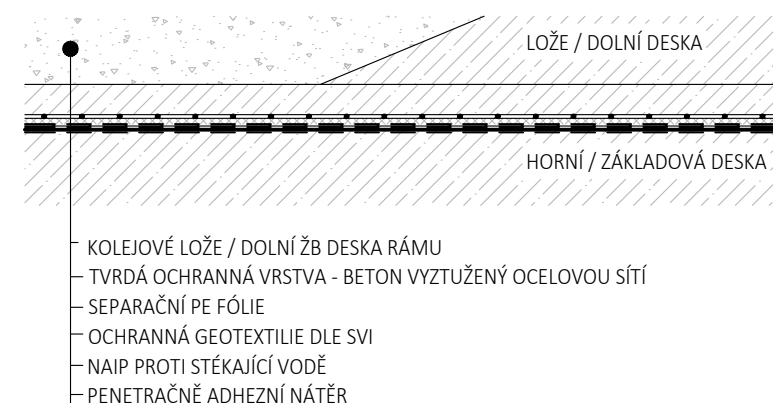 LOŽE / DOLNÍ DESKA
HORNÍ / ZÁKLADOVÁ DESKA
KOLEJOVÉ LOŽE / DOLNÍ ŽB DESKA RÁMU
TVRDÁ OCHRANNÁ VRSTVA - BETON VYZTUŽENÝ OCELOVOU SÍTÍ
SEPARAČNÍ PE FÓLIE
OCHRANNÁ GEOTEXTILIE DLE SVI
NAIP PROTI STÉKAJÍCÍ VODĚ
PENETRAČNĚ ADHEZNÍ NÁTĚR